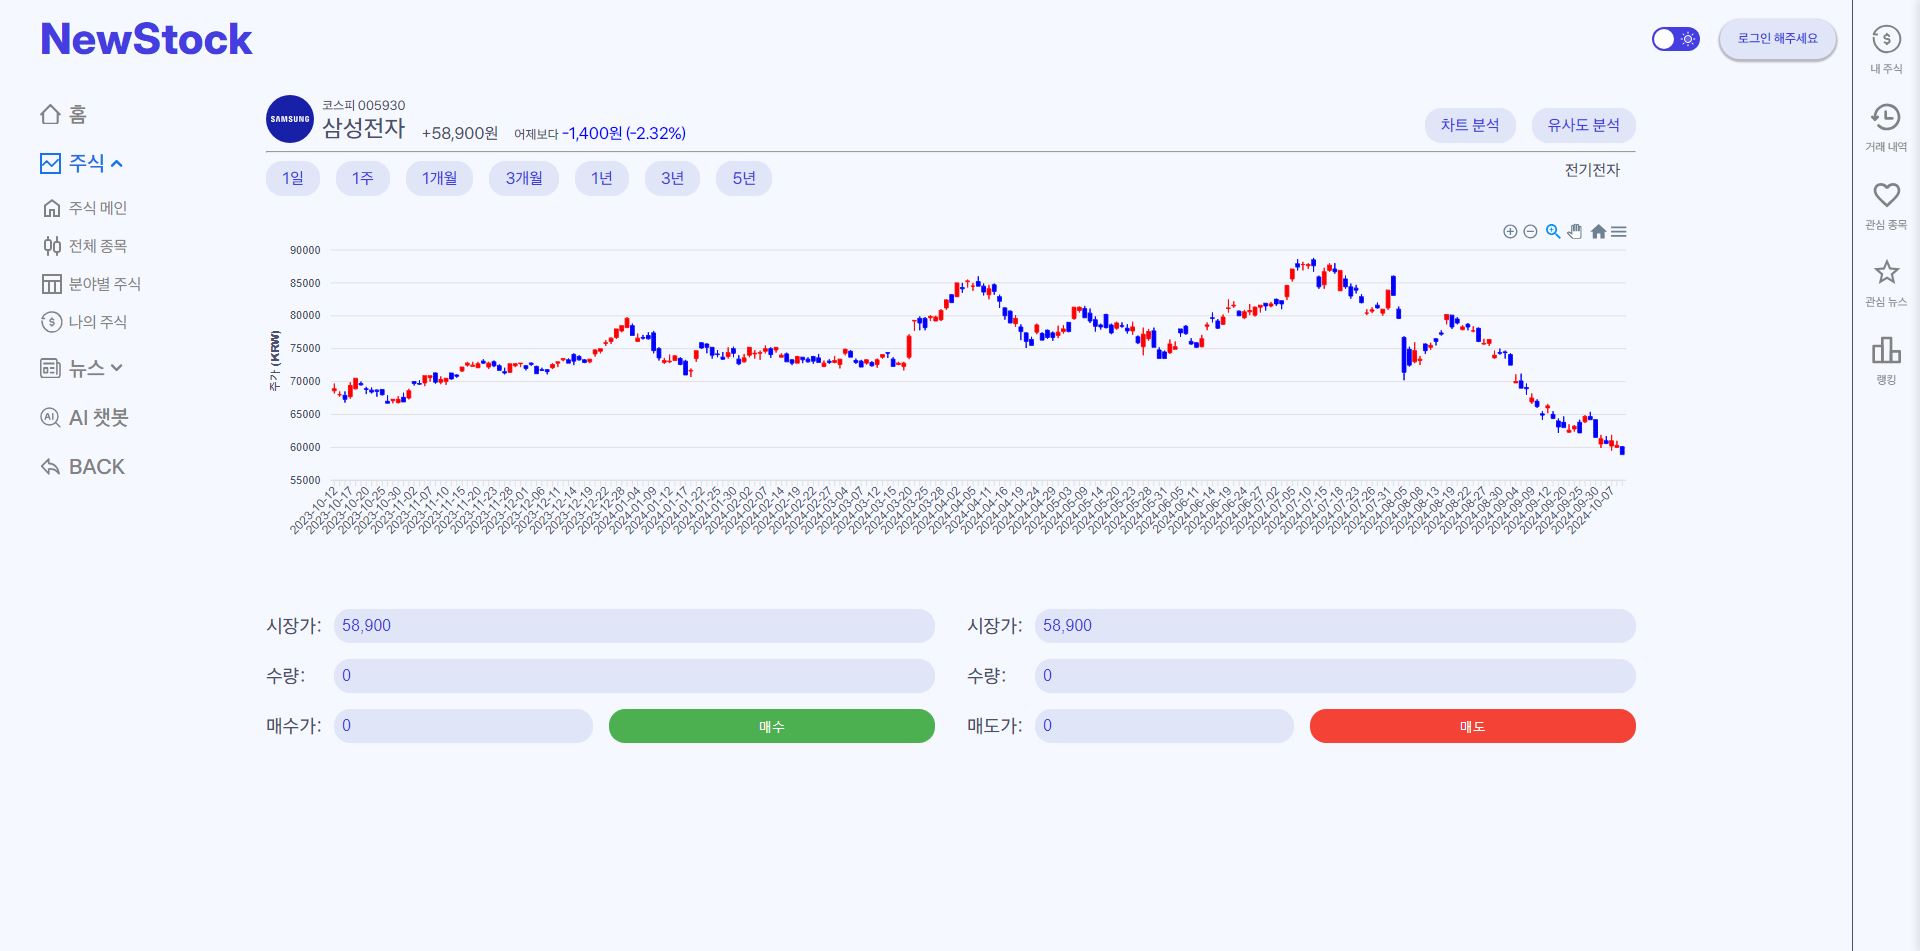 NewStock
로그인 해주세요
홈
주식
주식 메인
전체 종목
분야별 주식
나의 주식
뉴스
AI 챗봇
BACK
SAMSUNG
코스피 005930
삼성전자 +58,900원 어제보다 -1,400원 (-2.32%)
차트 분석 유사도 분석
1일 1주 1개월 3개월 1년 3년 5년
전기전자
주가 (KRW)
90000
85000
80000
75000
70000
65000
60000
55000
2023-10-12 2023-10-17 2023-10-20 2023-10-25 2023-10-30 2023-11-02 2023-11-07 2023-11-10 2023-11-15 2023-11-20 2023-11-23 2023-11-28 2023-12-01 2023-12-06 2023-12-11 2023-12-14 2023-12-19 2023-12-22 2023-12-28 2024-01-04 2024-01-09 2024-01-12 2024-01-17 2024-01-22 2024-01-25 2024-01-30 2024-02-02 2024-02-07 2024-02-14 2024-02-19 2024-02-22 2024-02-27 2024-03-04 2024-03-07 2024-03-12 2024-03-15 2024-03-20 2024-03-25 2024-03-28 2024-04-02 2024-04-05 2024-04-11 2024-04-16 2024-04-19 2024-04-24 2024-04-29 2024-05-03 2024-05-09 2024-05-14 2024-05-20 2024-05-23 2024-05-28 2024-05-31 2024-06-05 2024-06-11 2024-06-14 2024-06-19 2024-06-24 2024-06-27 2024-07-02 2024-07-05 2024-07-10 2024-07-15 2024-07-18 2024-07-23 2024-07-26 2024-07-31 2024-08-05 2024-08-08 2024-08-13 2024-08-19 2024-08-22 2024-08-27 2024-08-30 2024-09-04 2024-09-09 2024-09-12 2024-09-20 2024-09-25 2024-09-30 2024-10-07
시장가: 58,900
수량: 0
매수가: 0 매수
시장가: 58,900
수량: 0
매도가: 0 매도
$
내 주식
거래 내역
관심 종목
관심 뉴스
랭킹